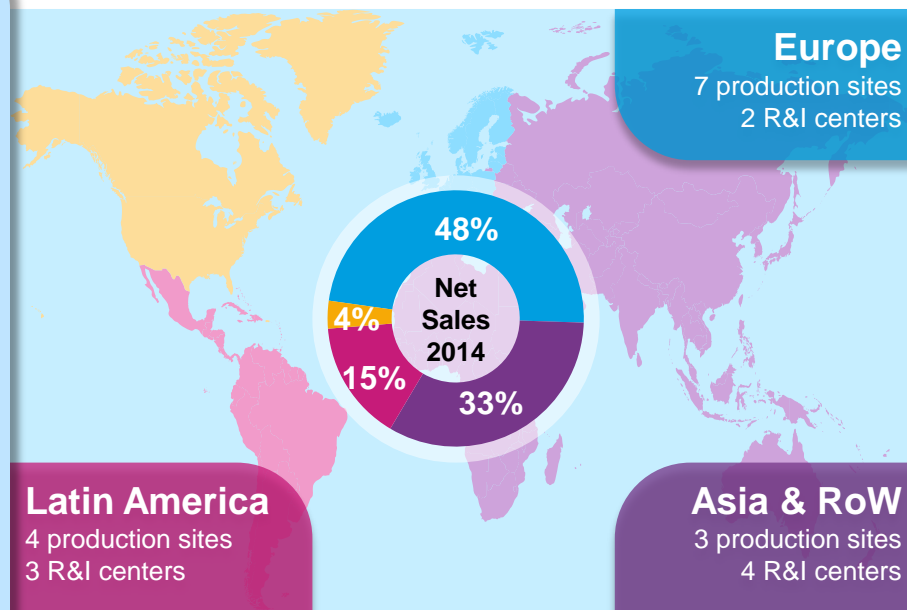 Europe
7 production sites
2 R&I centers
48%
Net
Sales
2014
4%
15%
33%
Latin America
4 production sites
3 R&I centers
Asia & RoW
3 production sites
4 R&I centers